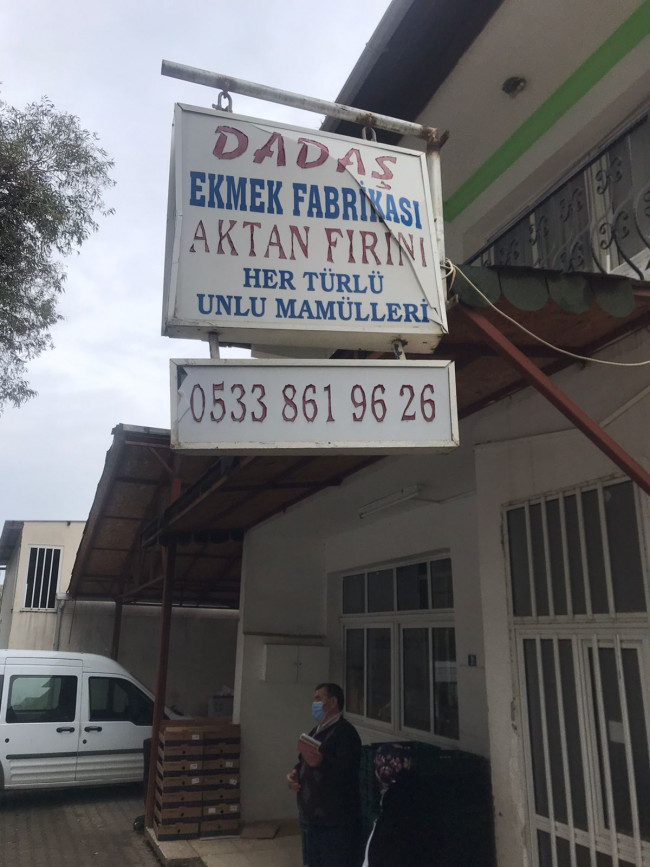 DADAŞ
EKMEK FABRİKASI
AKTAN FIRINI
HER TÜRLÜ
UNLU MAMÜLLERİ
0533 861 96 26